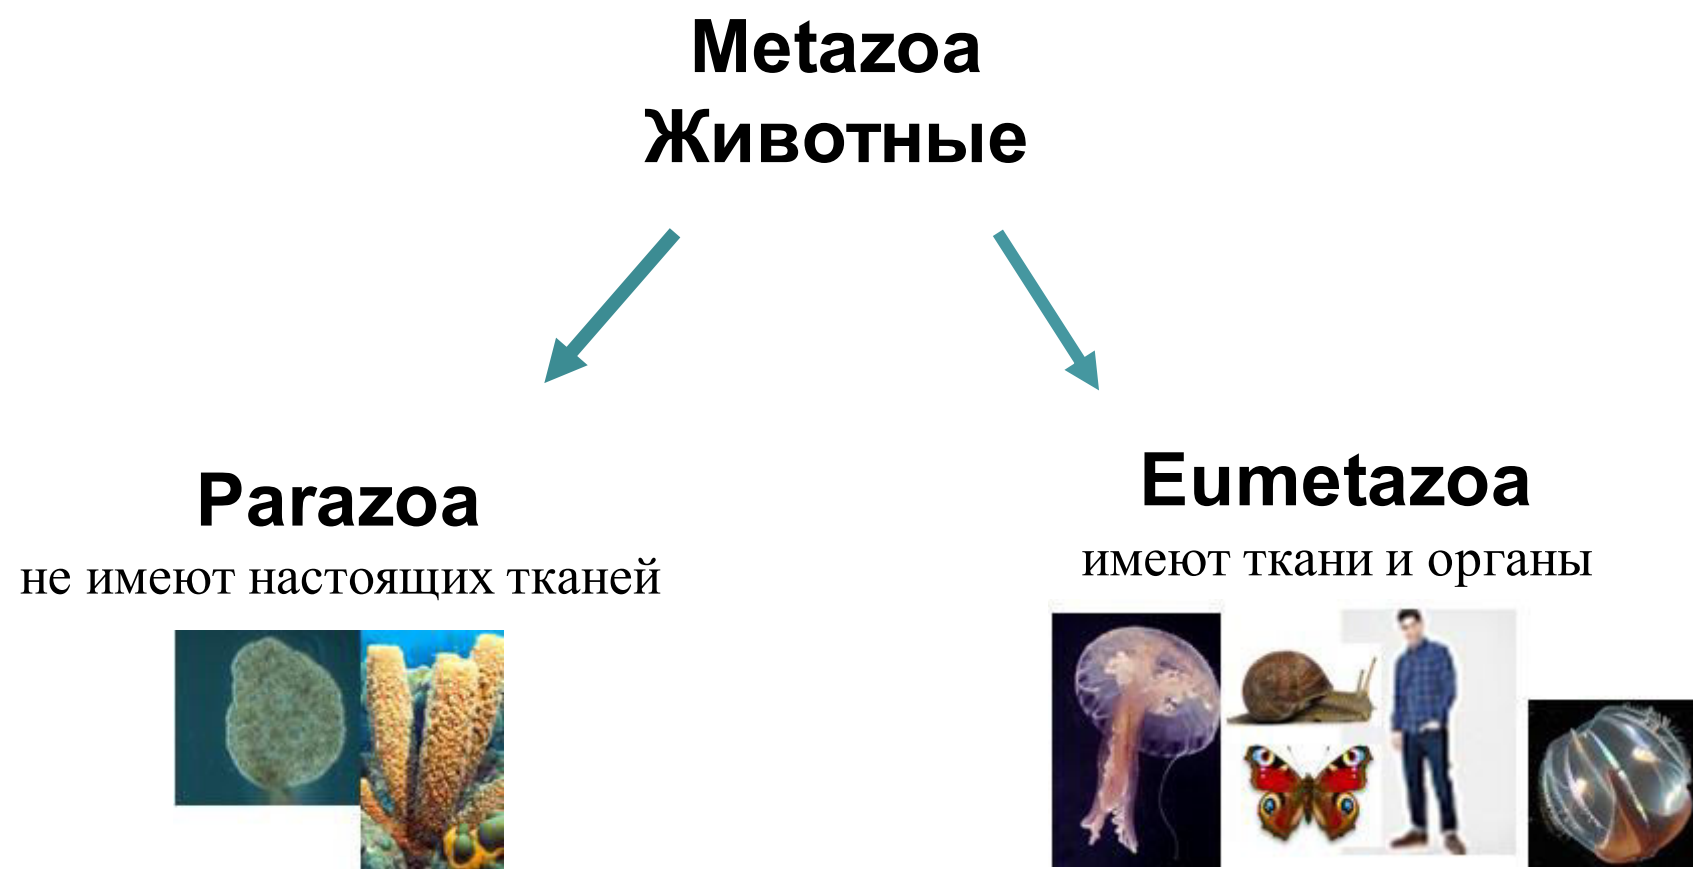 Metazoa
Животные
Parazoa
не имеют настоящих тканей
Eumetazoa
имеют ткани и органы